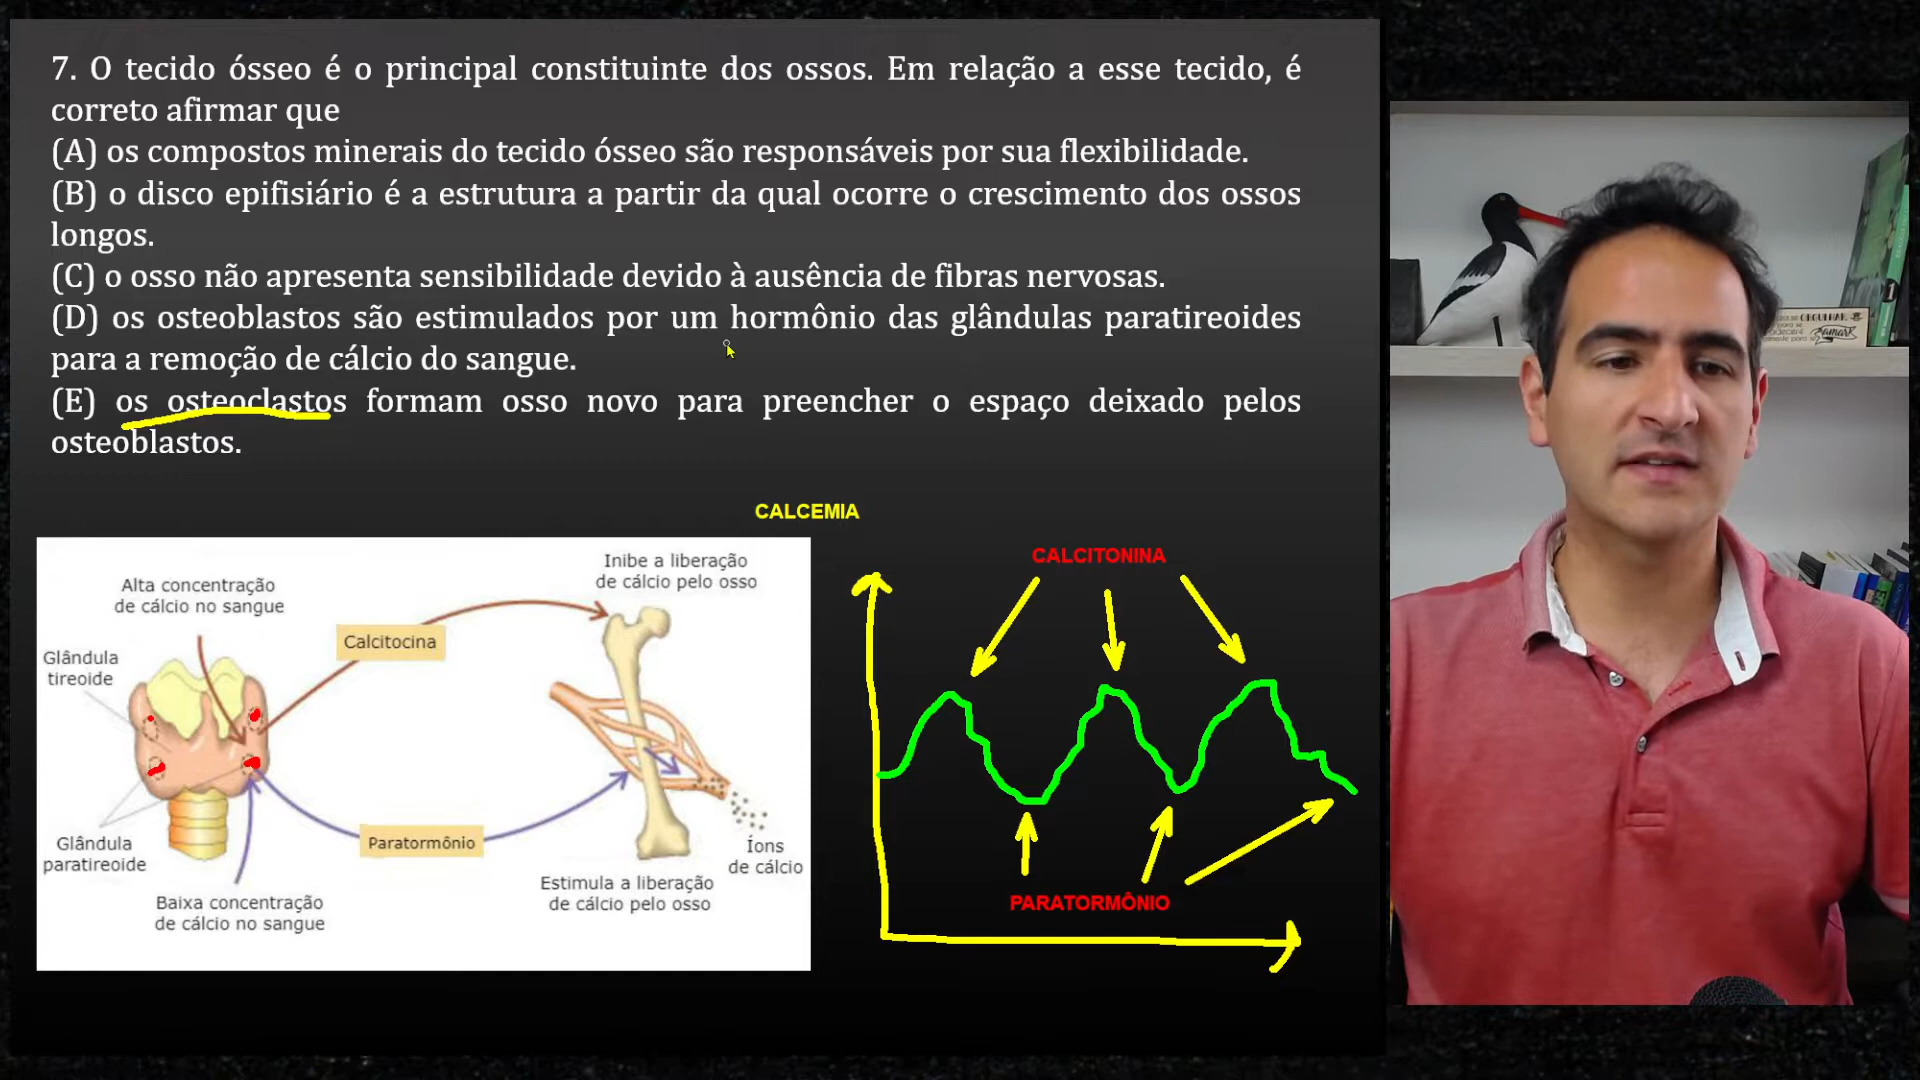 7. O tecido ósseo é o principal constituinte dos ossos. Em relação a esse tecido, é
correto afirmar que
(A) os compostos minerais do tecido ósseo são responsáveis por sua flexibilidade.
(B) o disco epifisiário é a estrutura a partir da qual ocorre o crescimento dos ossos
longos.
(C) o osso não apresenta sensibilidade devido à ausência de fibras nervosas.
(D) os osteoblastos são estimulados por um hormônio das glândulas paratireoides
para a remoção de cálcio do sangue.
(E) os osteoclastos formam osso novo para preencher o espaço deixado pelos
osteoblastos.
CALCEMIA
Alta concentração
de cálcio no sangue
Inibe a liberação
de cálcio pelo osso
Calcitocina
Glândula
tireoide
Glândula
paratireoide
Paratormônio
Íons
de cálcio
Baixa concentração
de cálcio no sangue
Estimula a liberação
de cálcio pelo osso
CALCITONINA
PARATORMÔNIO
1